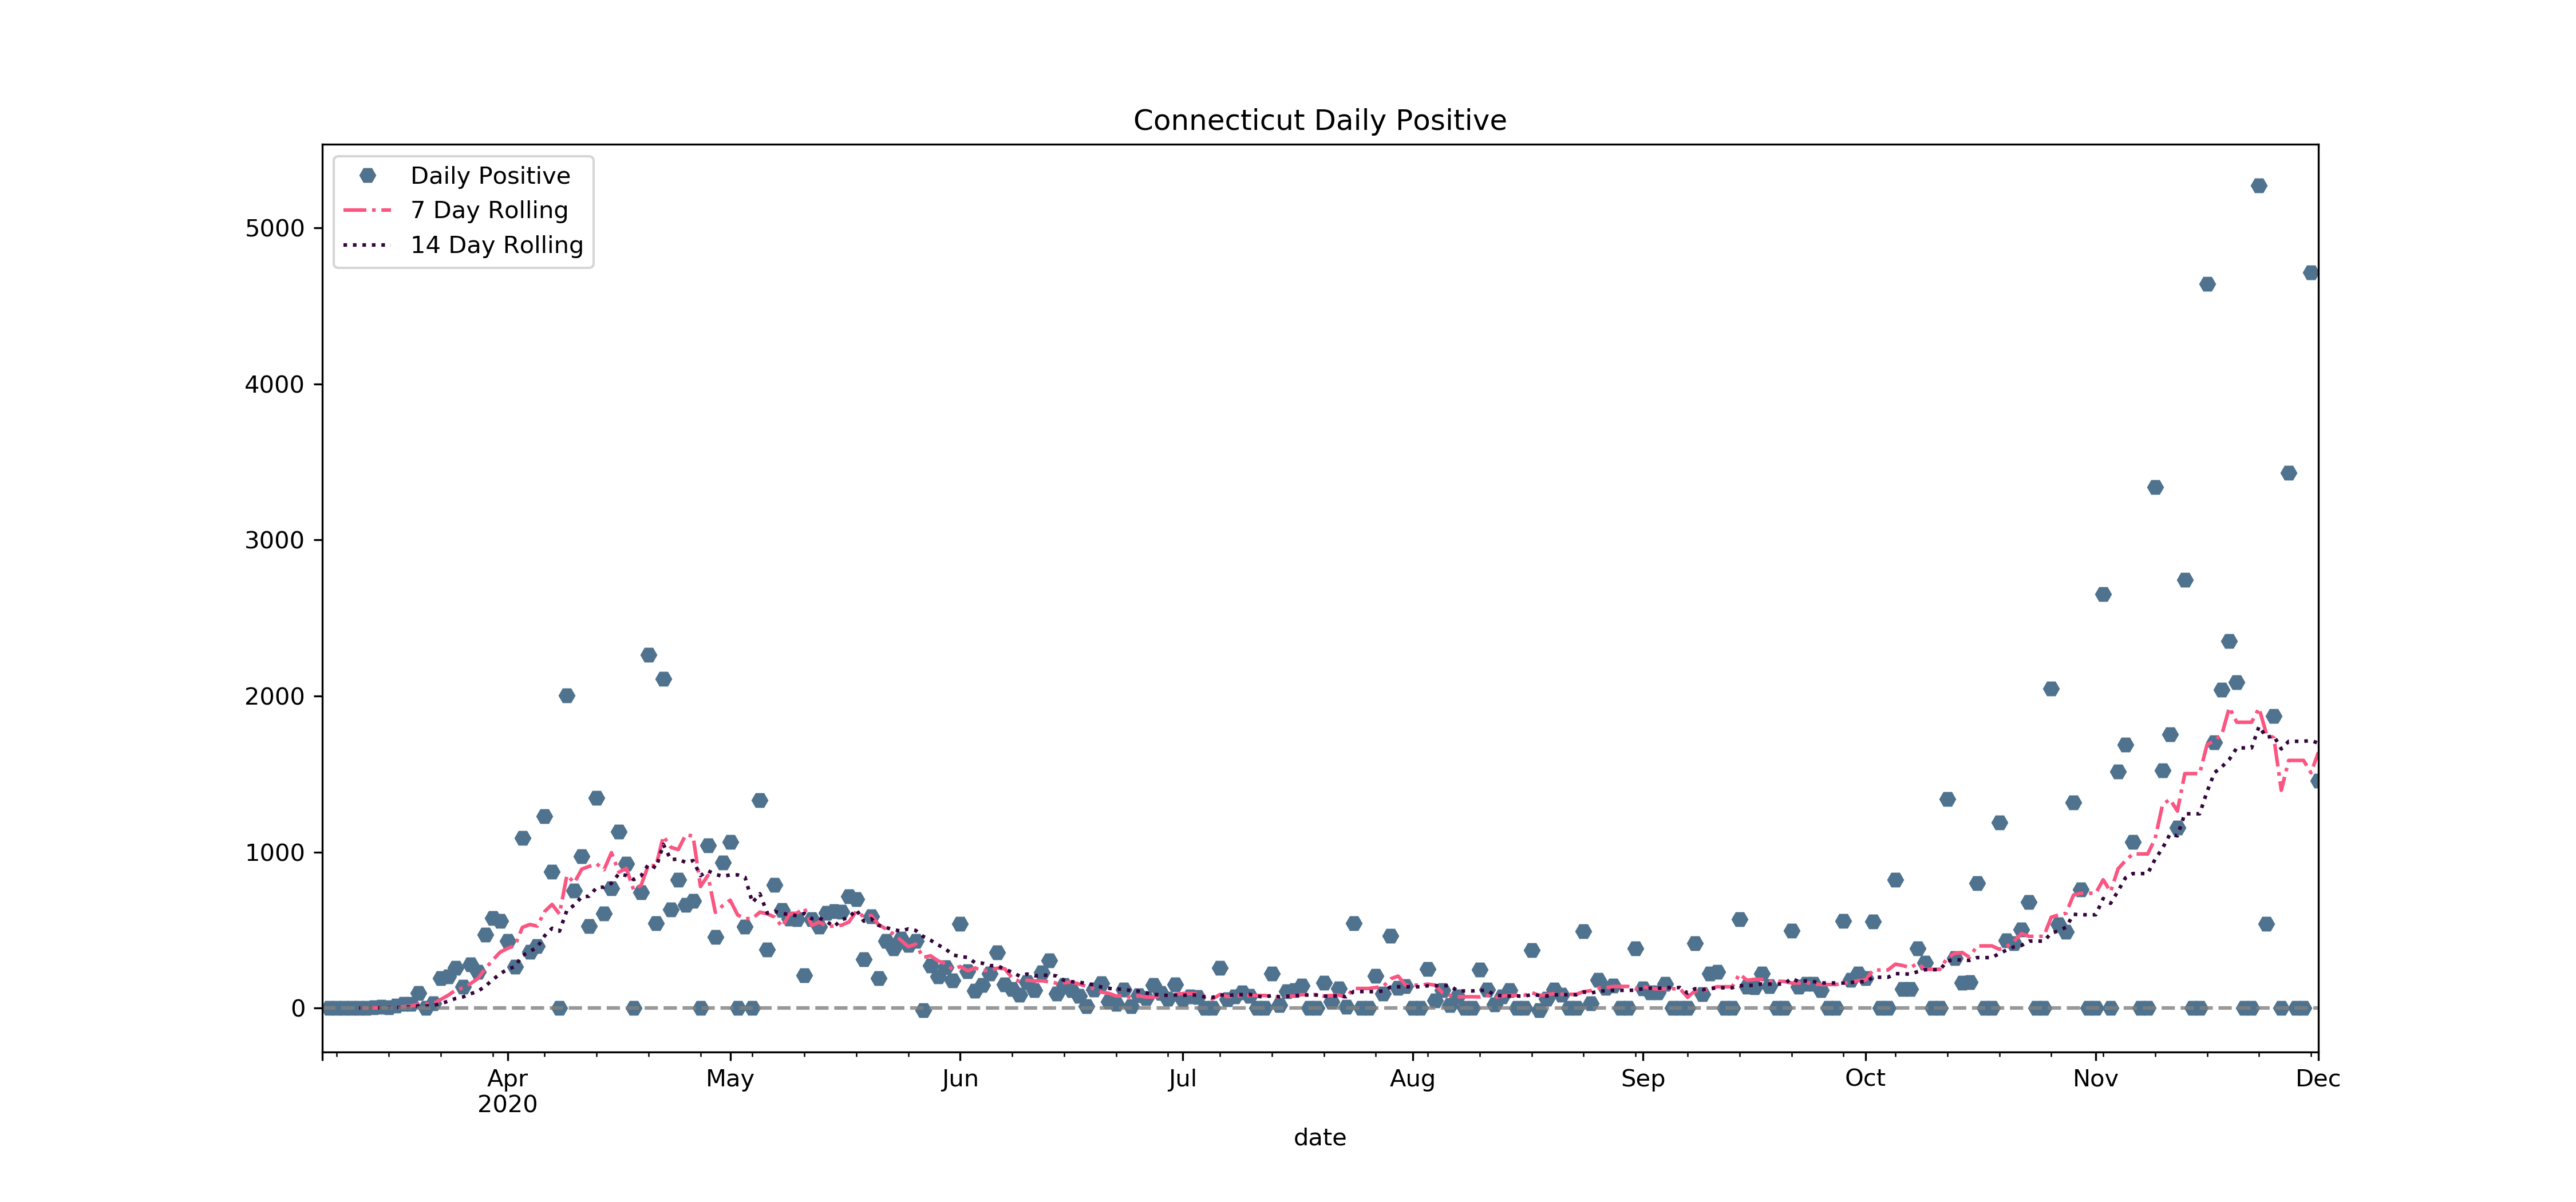 Connecticut Daily Positive
Daily Positive
7 Day Rolling
14 Day Rolling
5000
4000
3000
2000
1000
0
Apr May Jun Jul Aug Sep Oct Nov Dec
2020
date